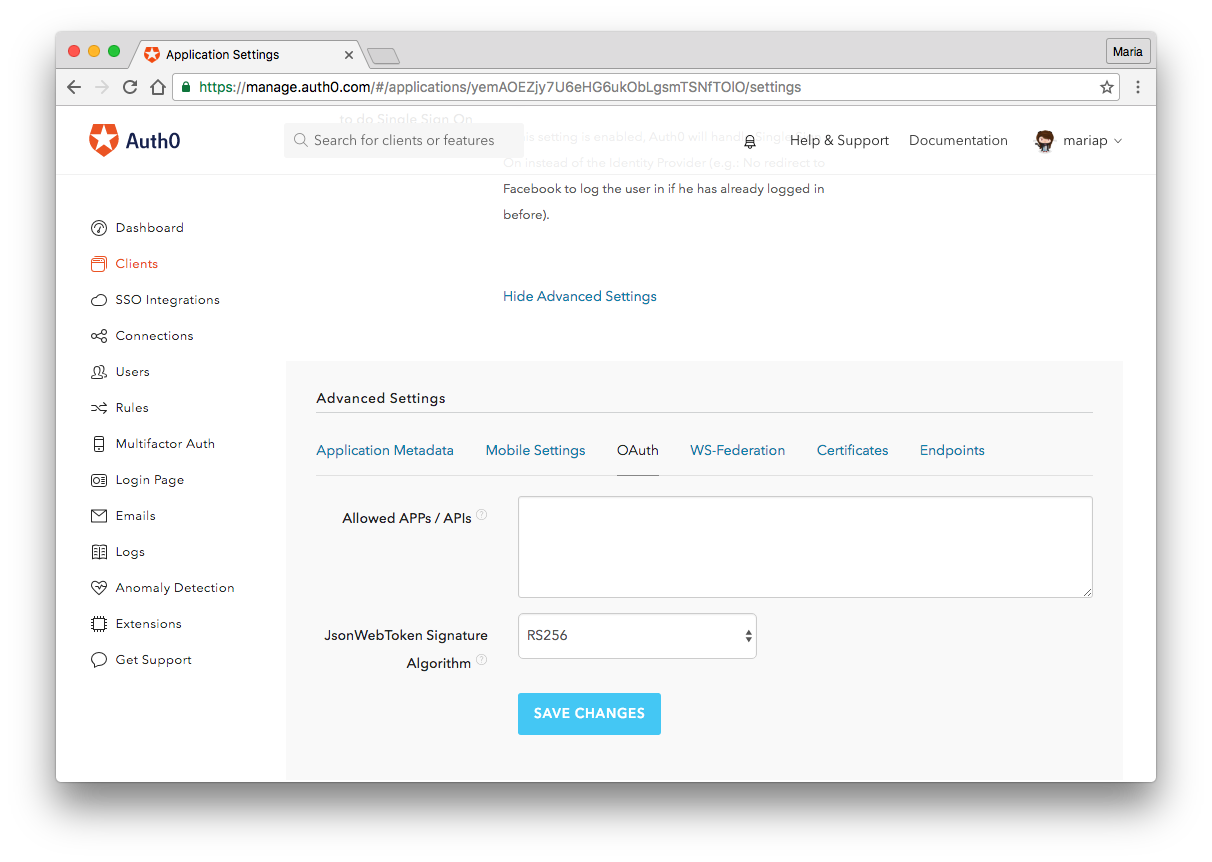 Application Settings
Maria
https://manage.auth0.com/#/applications/yemAOEZjy7U6eHG6ukObLgsmTSNfTOlO/settings
to do Single Sign On
Auth0
Search for clients or features
is setting is enabled, Auth0 will handle Single
Help & Support
Documentation
mariap
On instead of the Identity Provider (e.g.: No redirect to
Facebook to log the user in if he has already logged in
before).
Dashboard
Clients
SSO Integrations
Connections
Users
Rules
Multifactor Auth
Login Page
Emails
Logs
Anomaly Detection
Extensions
Get Support
Hide Advanced Settings
Advanced Settings
Application Metadata
Mobile Settings
OAuth
WS-Federation
Certificates
Endpoints
Allowed APPs / APIs ?
JsonWebToken Signature
Algorithm ?
RS256
SAVE CHANGES